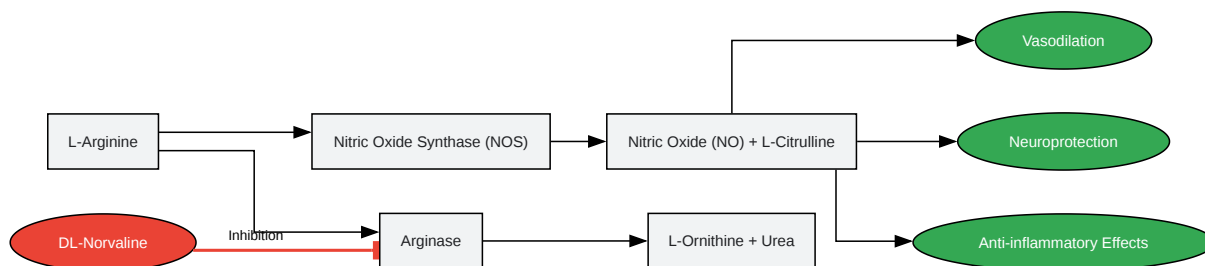 Vasodilation
L-Arginine
Nitric Oxide Synthase (NOS)
Nitric Oxide (NO) + L-Citrulline
Neuroprotection
Inhibition
DL-Norvaline
Arginase
L-Ornithine + Urea
Anti-inflammatory Effects